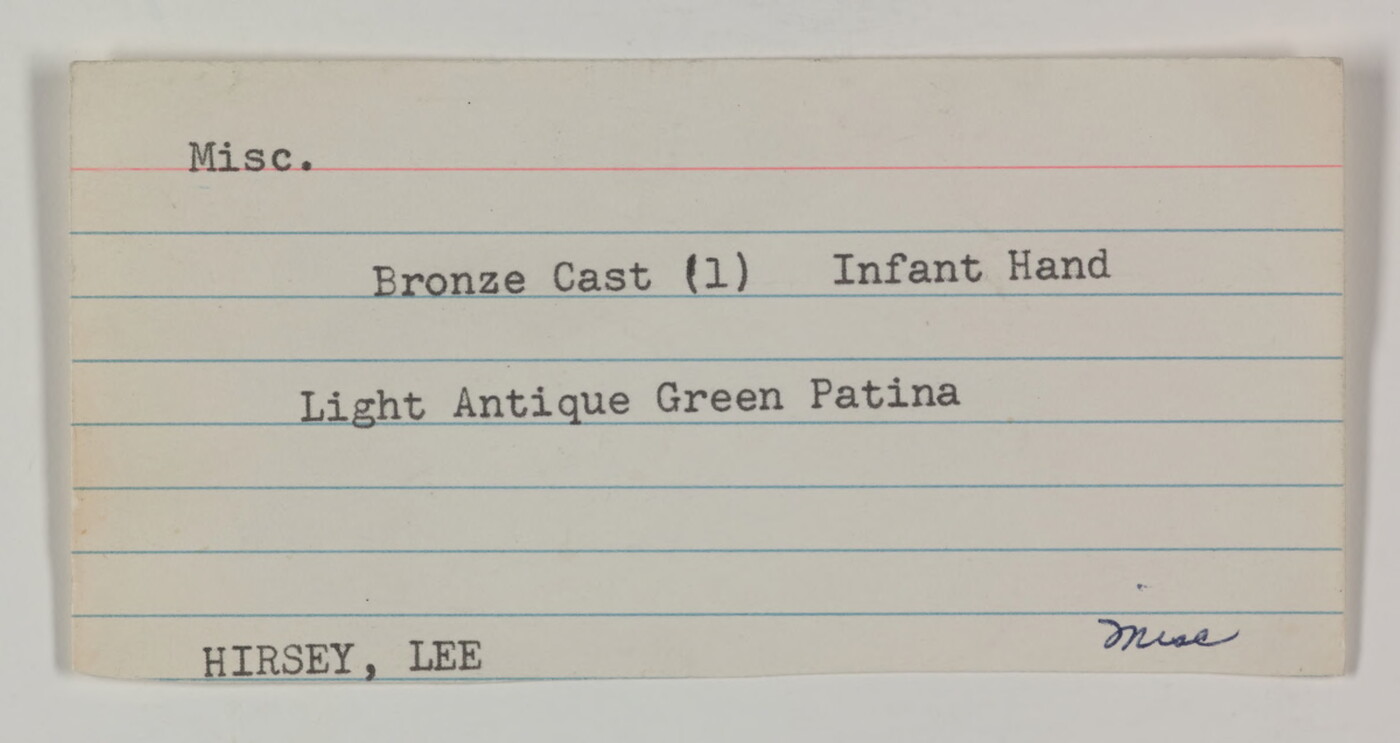 Misc.
Bronze Cast (1) Infant Hand
Light Antique Green Patina
HIRSEY, LEE
Misc